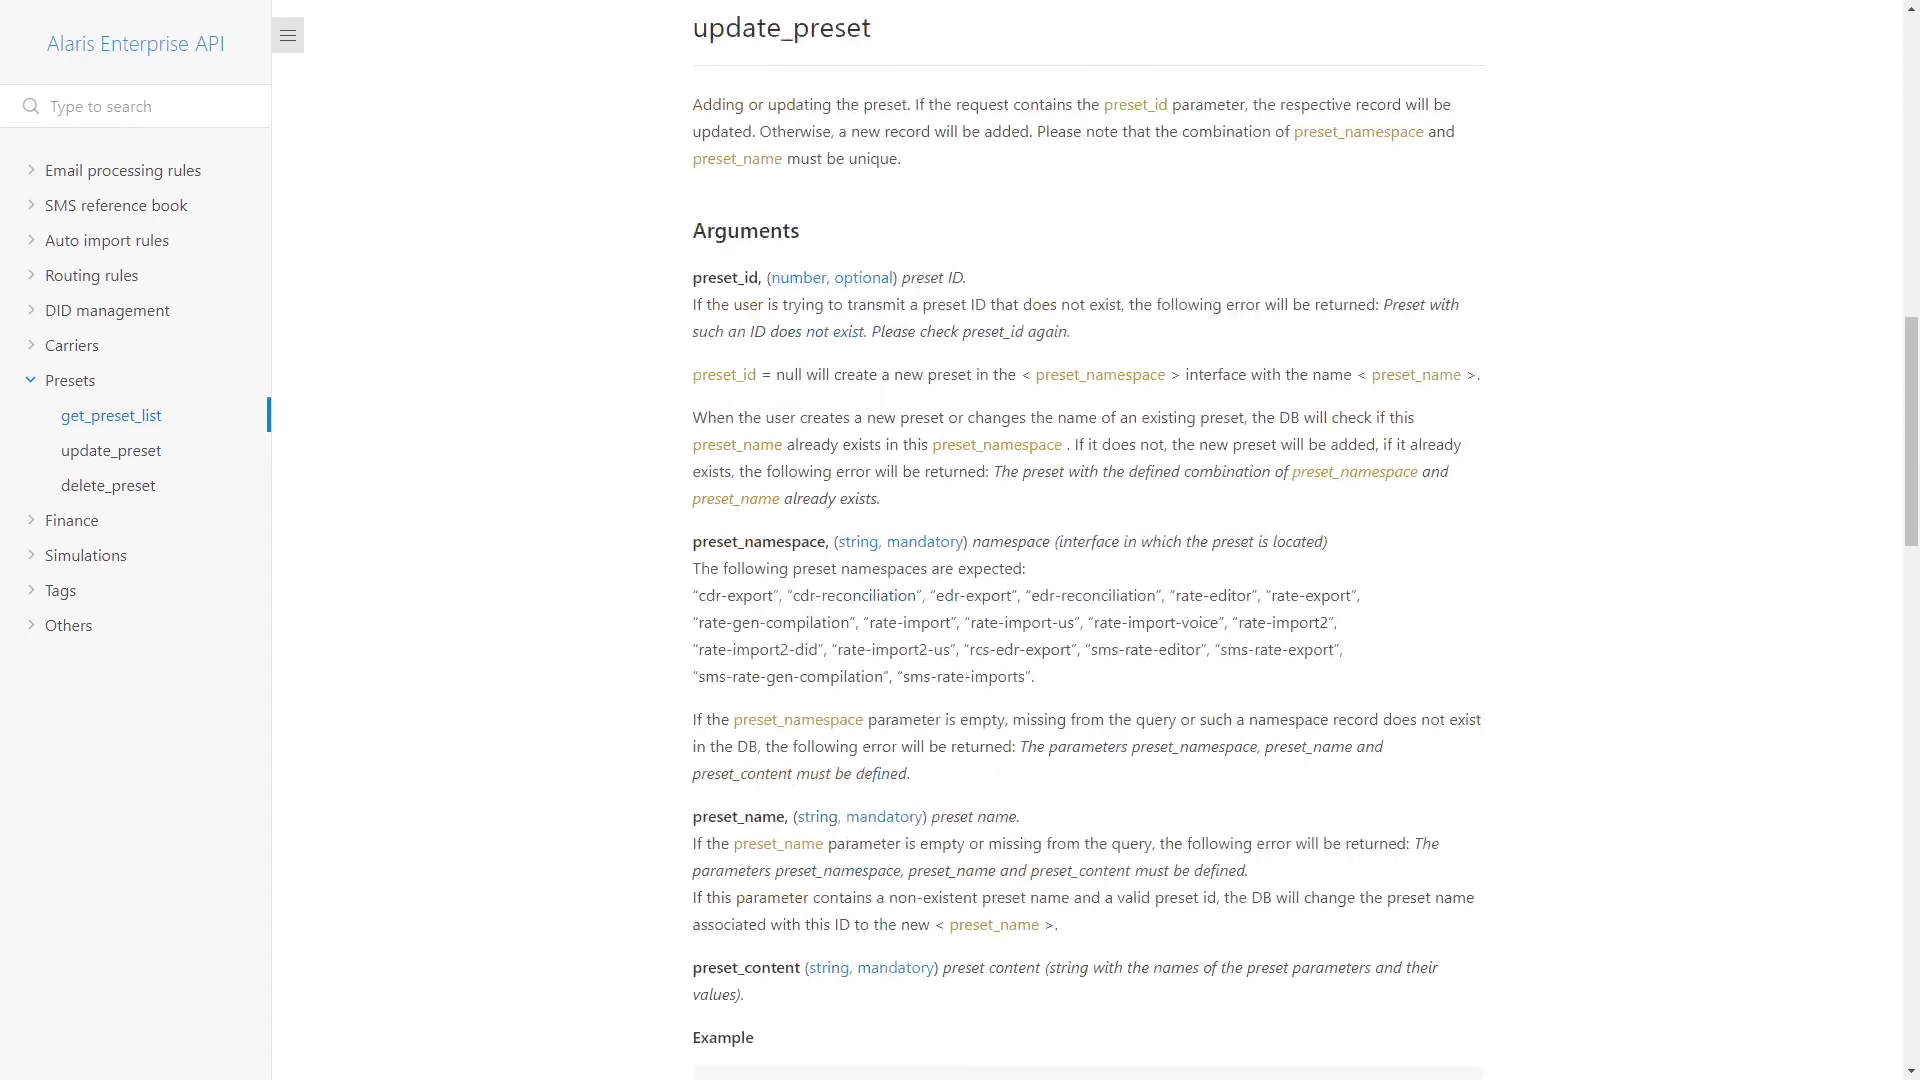 Alaris Enterprise API
Type to search
Email processing rules
SMS reference book
Auto import rules
Routing rules
DID management
Carriers
Presets
get_preset_list
update_preset
delete_preset
Finance
Simulations
Tags
Others
update_preset
Adding or updating the preset. If the request contains the preset_id parameter, the respective record will be
updated. Otherwise, a new record will be added. Please note that the combination of preset_namespace and
preset_name must be unique.
Arguments
preset_id, (number, optional) preset ID.
If the user is trying to transmit a preset ID that does not exist, the following error will be returned: Preset with
such an ID does not exist. Please check preset_id again.
preset_id = null will create a new preset in the < preset_namespace > interface with the name < preset_name >.
When the user creates a new preset or changes the name of an existing preset, the DB will check if this
preset_name already exists in this preset_namespace . If it does not, the new preset will be added, if it already
exists, the following error will be returned: The preset with the defined combination of preset_namespace and
preset_name already exists.
preset_namespace, (string, mandatory) namespace (interface in which the preset is located)
The following preset namespaces are expected:
“cdr-export”, “cdr-reconciliation”, “edr-export”, “edr-reconciliation”, “rate-editor”, “rate-export”,
“rate-gen-compilation”, “rate-import”, “rate-import-us”, “rate-import-voice”, “rate-import2”,
“rate-import2-did”, “rate-import2-us”, “rcs-edr-export”, “sms-rate-editor”, “sms-rate-export”,
“sms-rate-gen-compilation”, “sms-rate-imports”.
If the preset_namespace parameter is empty, missing from the query or such a namespace record does not exist
in the DB, the following error will be returned: The parameters preset_namespace, preset_name and
preset_content must be defined.
preset_name, (string, mandatory) preset name.
If the preset_name parameter is empty or missing from the query, the following error will be returned: The
parameters preset_namespace, preset_name and preset_content must be defined.
If this parameter contains a non-existent preset name and a valid preset id, the DB will change the preset name
associated with this ID to the new < preset_name >.
preset_content (string, mandatory) preset content (string with the names of the preset parameters and their
values).
Example